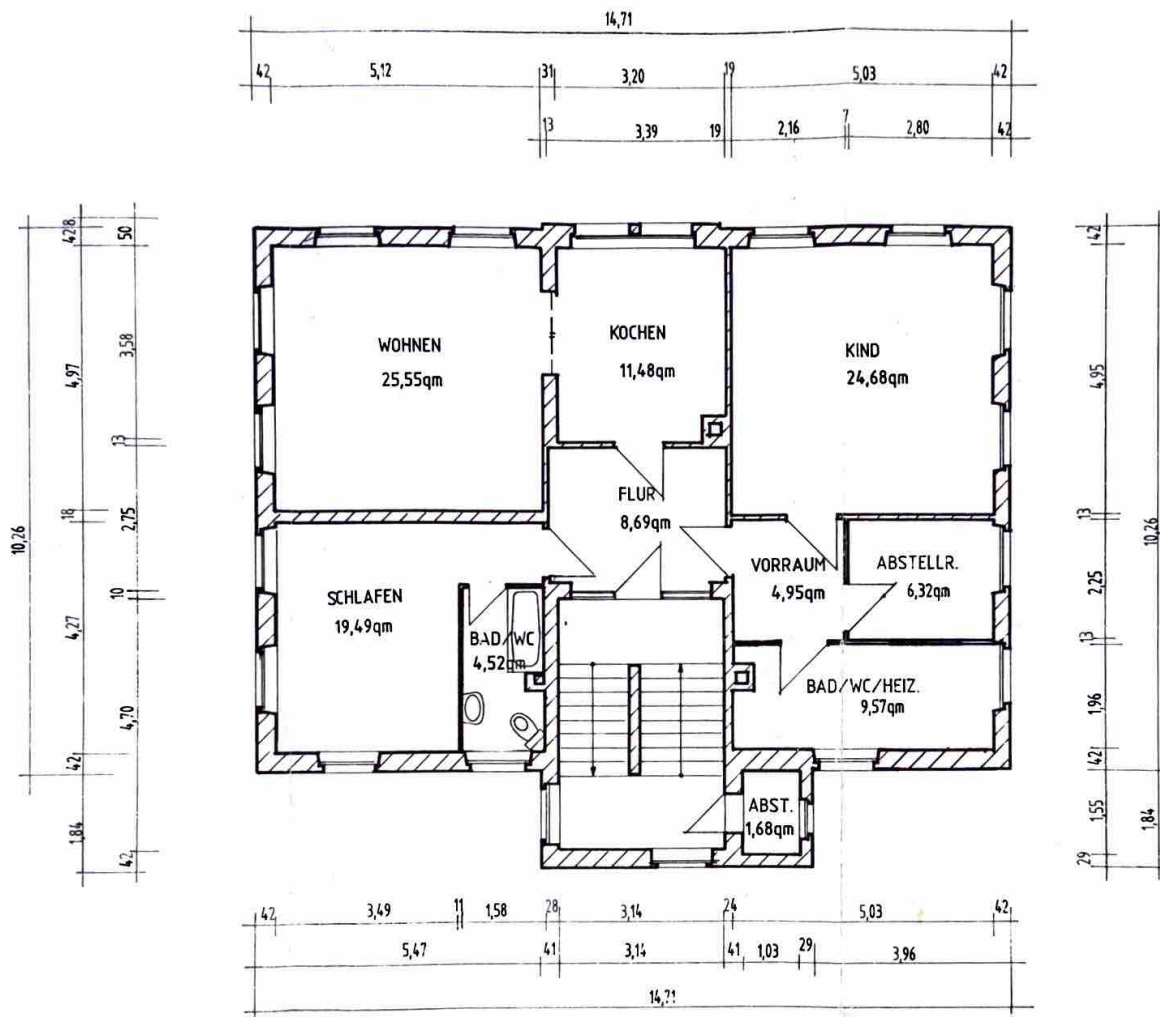 14,71
42 5,12 31 3,20 19 5,03 42
13 3,39 19 2,16 7 2,80 42
10,26
42 4,97 18 4,27 42 1,84
8 50 3,58 13 2,75 10 4,70 42
WOHNEN
25,55qm
KOCHEN
11,48qm
KIND
24,68qm
FLUR
8,69qm
VORRAUM
4,95qm
ABSTELLR.
6,32qm
SCHLAFEN
19,49qm
BAD/WC
4,52qm
BAD/WC/HEIZ.
9,57qm
ABST.
1,68qm
42 4,95 13 2,25 13 1,96 42 1,55 29
10,26 1,84
42 3,49 11 1,58 28 3,14 24 5,03 42
5,47 41 3,14 41 1,03 29 3,96
14,71